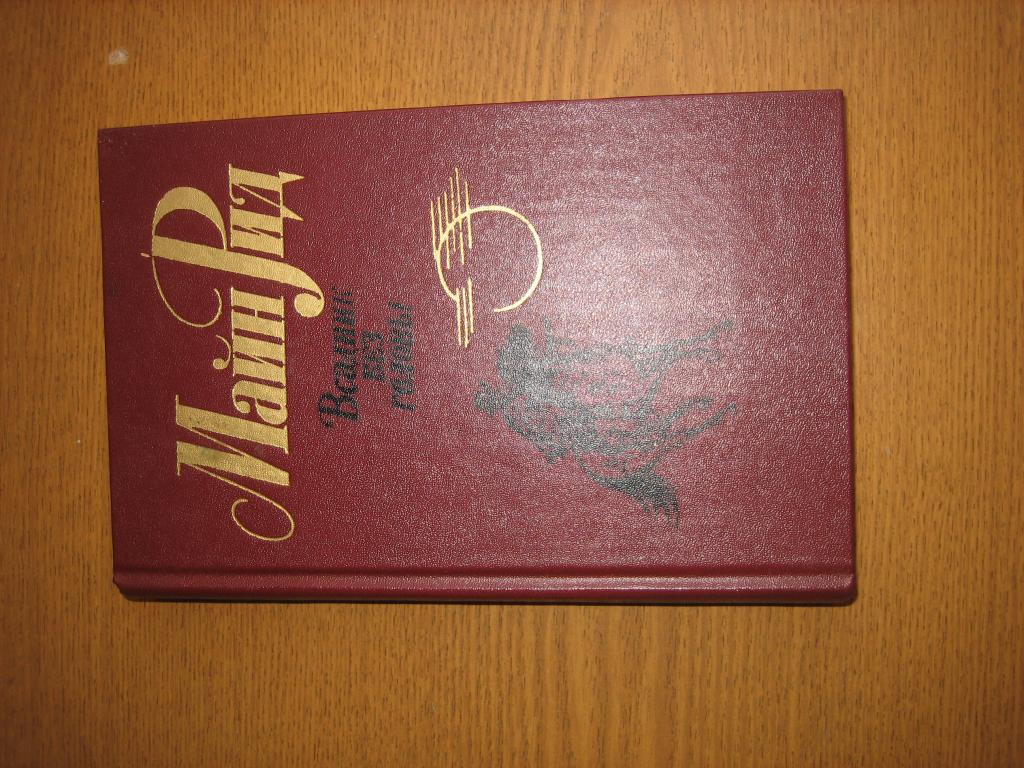 Майн Рид
Всадник
без
головы